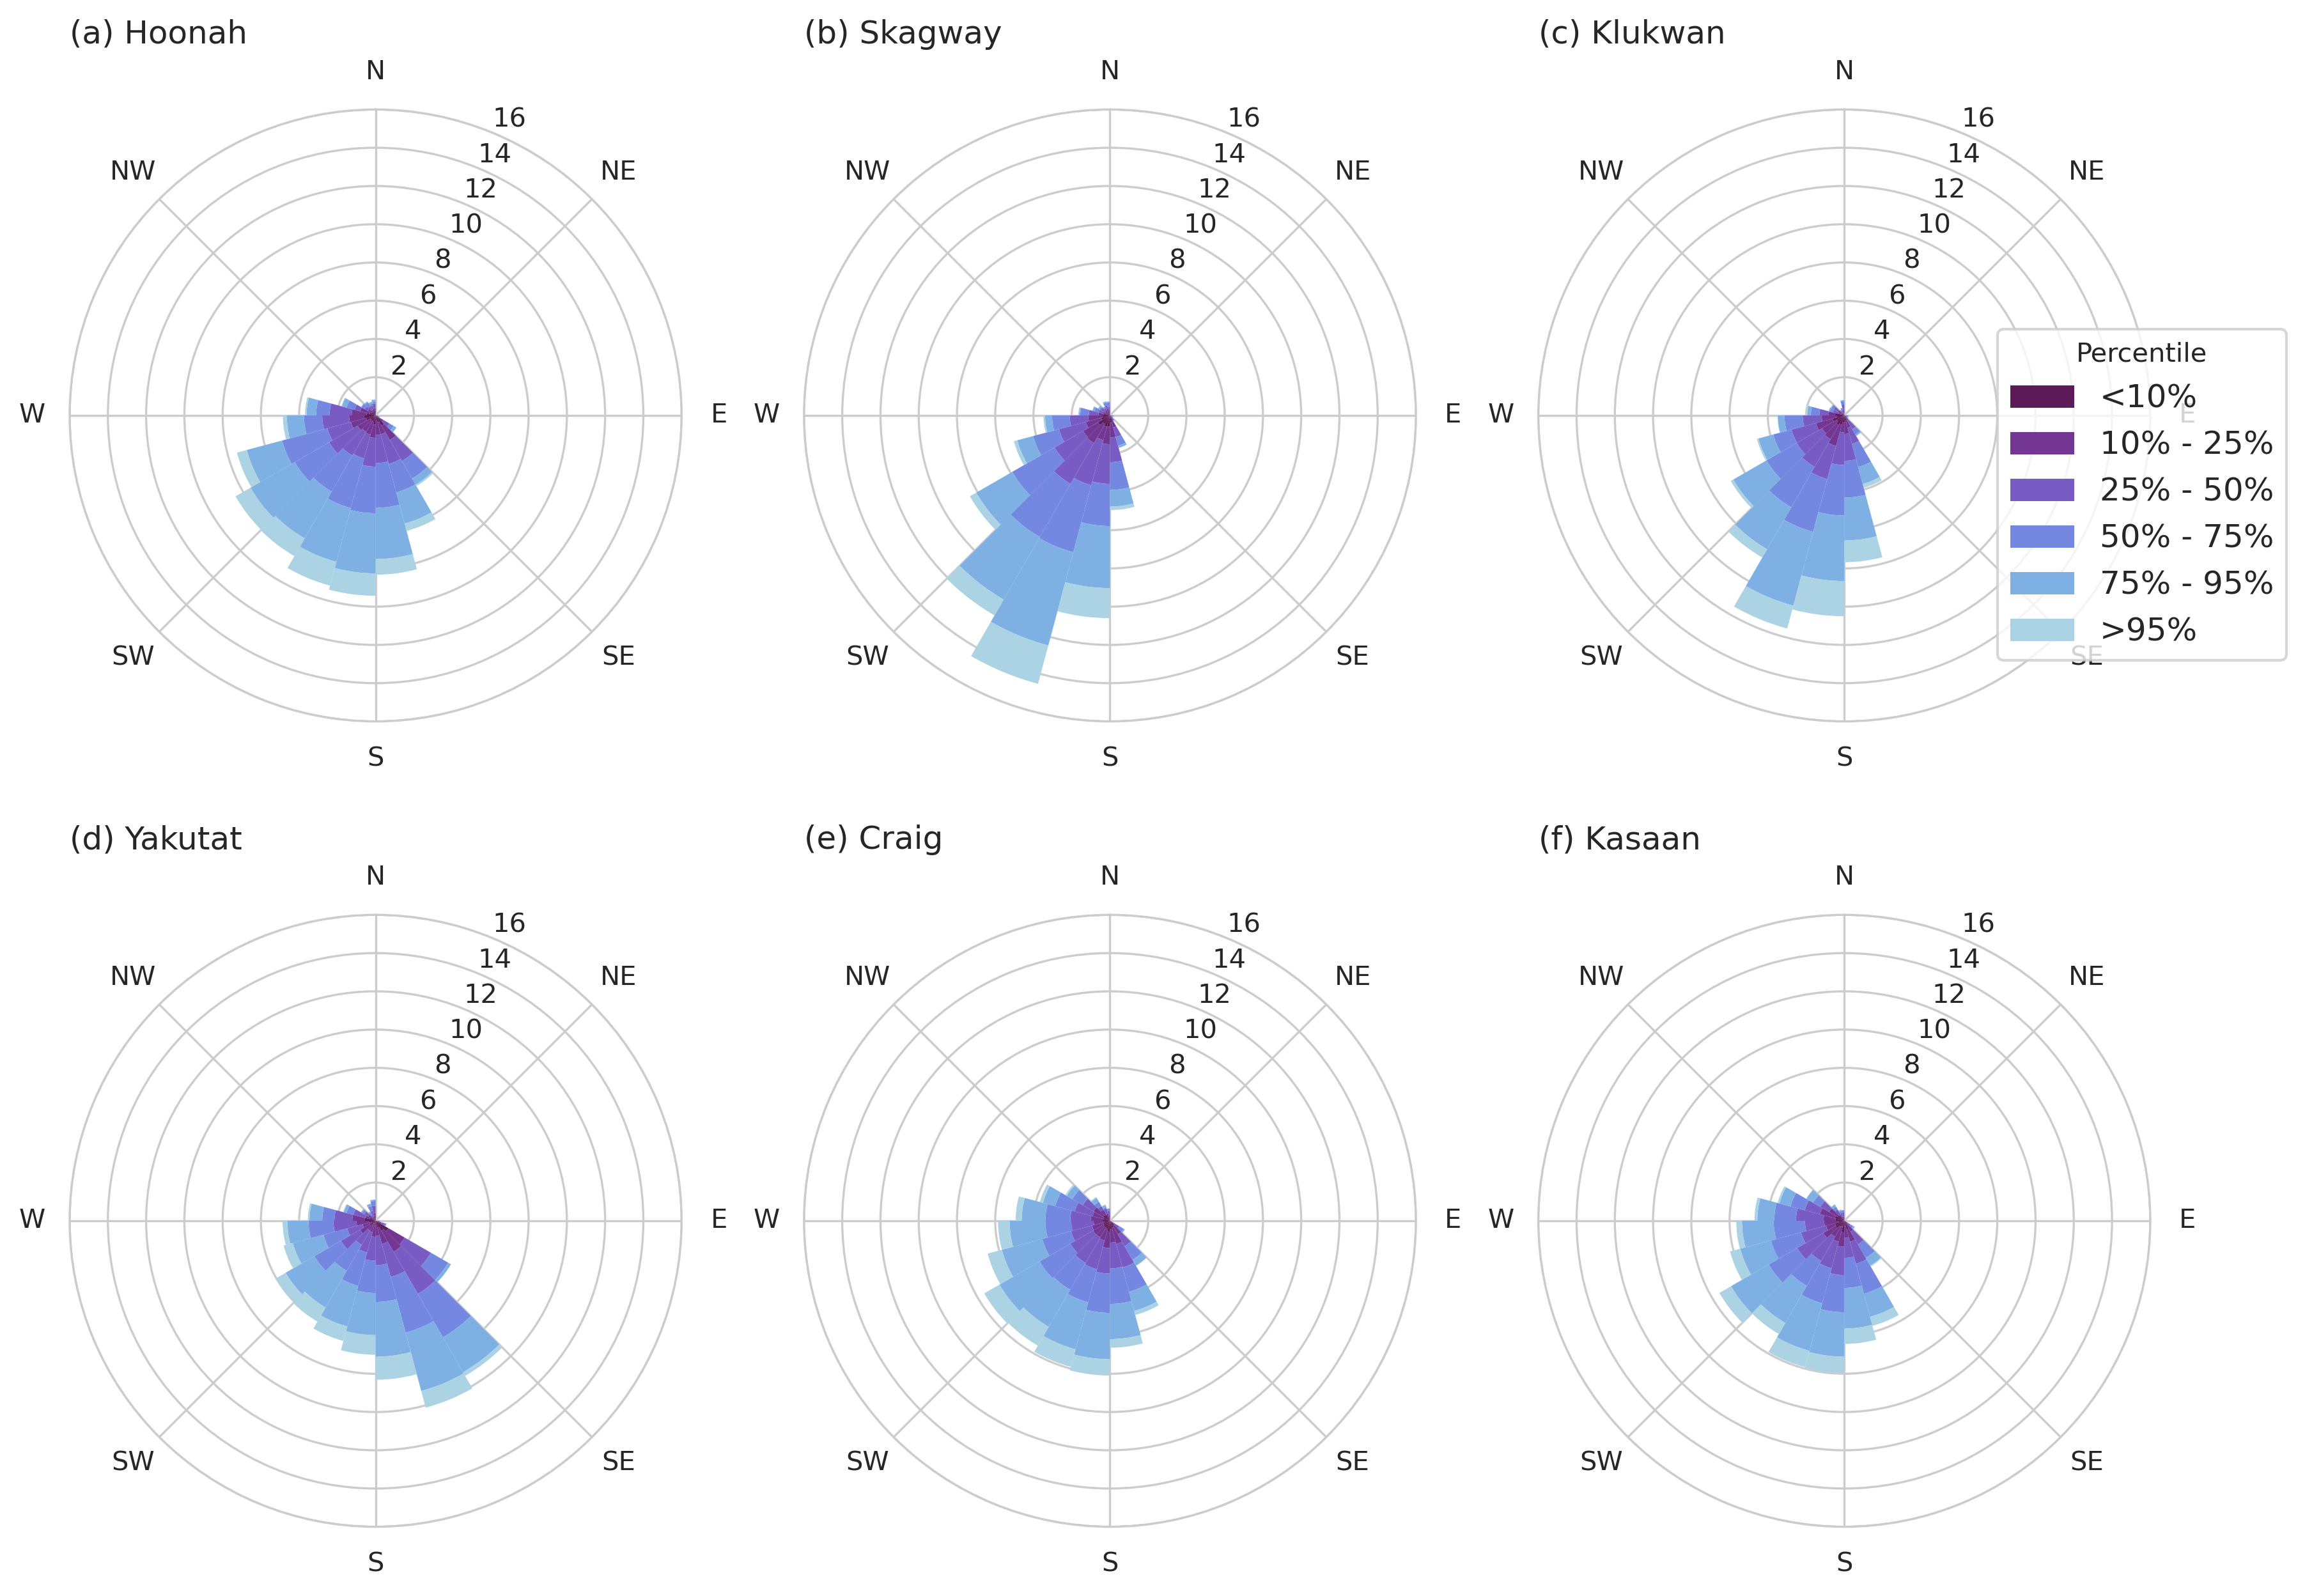 (a) Hoonah
N
NW
NE
W
E
SW
SE
S
16
14
12
10
8
6
4
2
(b) Skagway
N
NW
NE
W
E
SW
SE
S
16
14
12
10
8
6
4
2
(c) Klukwan
N
NW
NE
W
E
SW
SE
S
16
14
12
10
8
6
4
2
Percentile
<10%
10% - 25%
25% - 50%
50% - 75%
75% - 95%
>95%
(d) Yakutat
N
NW
NE
W
E
SW
SE
S
16
14
12
10
8
6
4
2
(e) Craig
N
NW
NE
W
E
SW
SE
S
16
14
12
10
8
6
4
2
(f) Kasaan
N
NW
NE
W
E
SW
SE
S
16
14
12
10
8
6
4
2